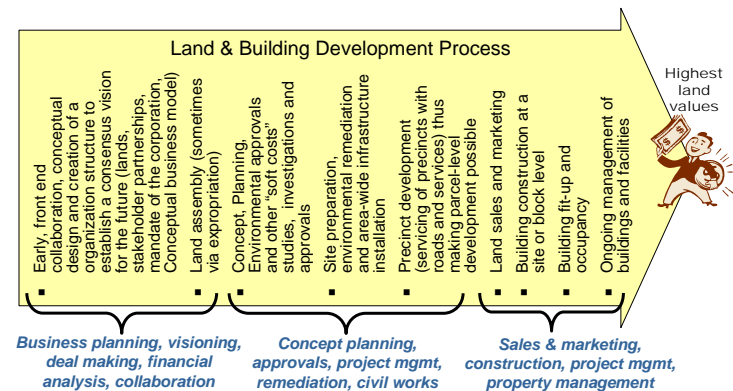 Land & Building Development Process
Highest
land
values
Early, front end
collaboration, conceptual
design and creation of a
organization structure to
establish a consensus vision
for the future (lands,
stakeholder partnerships,
mandate of the corporation,
Conceptual business model)
Land assembly (sometimes
via expropriation)
Concept, Planning,
Environmental approvals
and other “soft costs”
studies, investigations and
approvals
Site preparation,
environmental remediation
and area-wide infrastructure
installation
Precinct development
(servicing of precincts with
roads and services) thus
making parcel-level
development possible
Land sales and marketing
Building construction at a
site or block level
Building fit-up and
occupancy
Ongoing management of
buildings and facilities
Business planning, visioning,
deal making, financial
analysis, collaboration
Concept planning,
approvals, project mgmt,
remediation, civil works
Sales & marketing,
construction, project mgmt,
property management